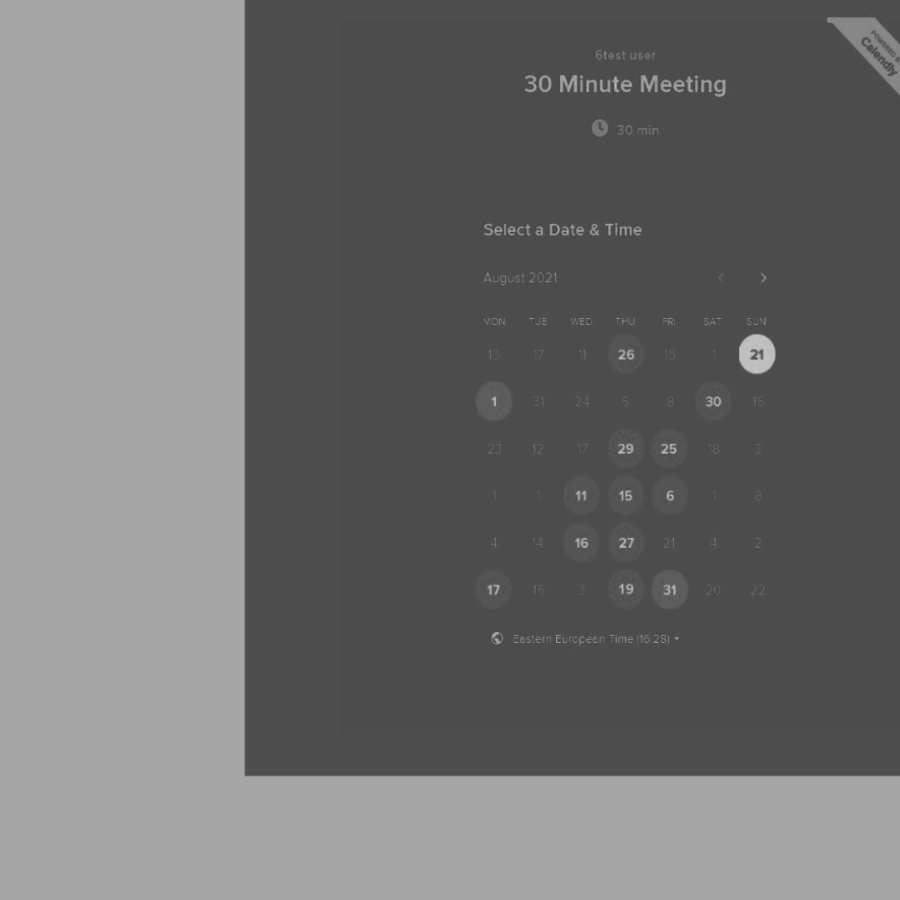 POWERED BY
Calendly
6test user
30 Minute Meeting
30 min
Select a Date & Time
August 2021
MON TUE WED THU FRI SAT SUN
13 17 11 26 15 1 21
1 31 24 5 8 30 16
23 12 17 29 25 18 3
1 1 11 15 6 1 8
4 14 16 27 21 4 2
17 15 3 19 31 20 22
Eastern European Time (16:28)